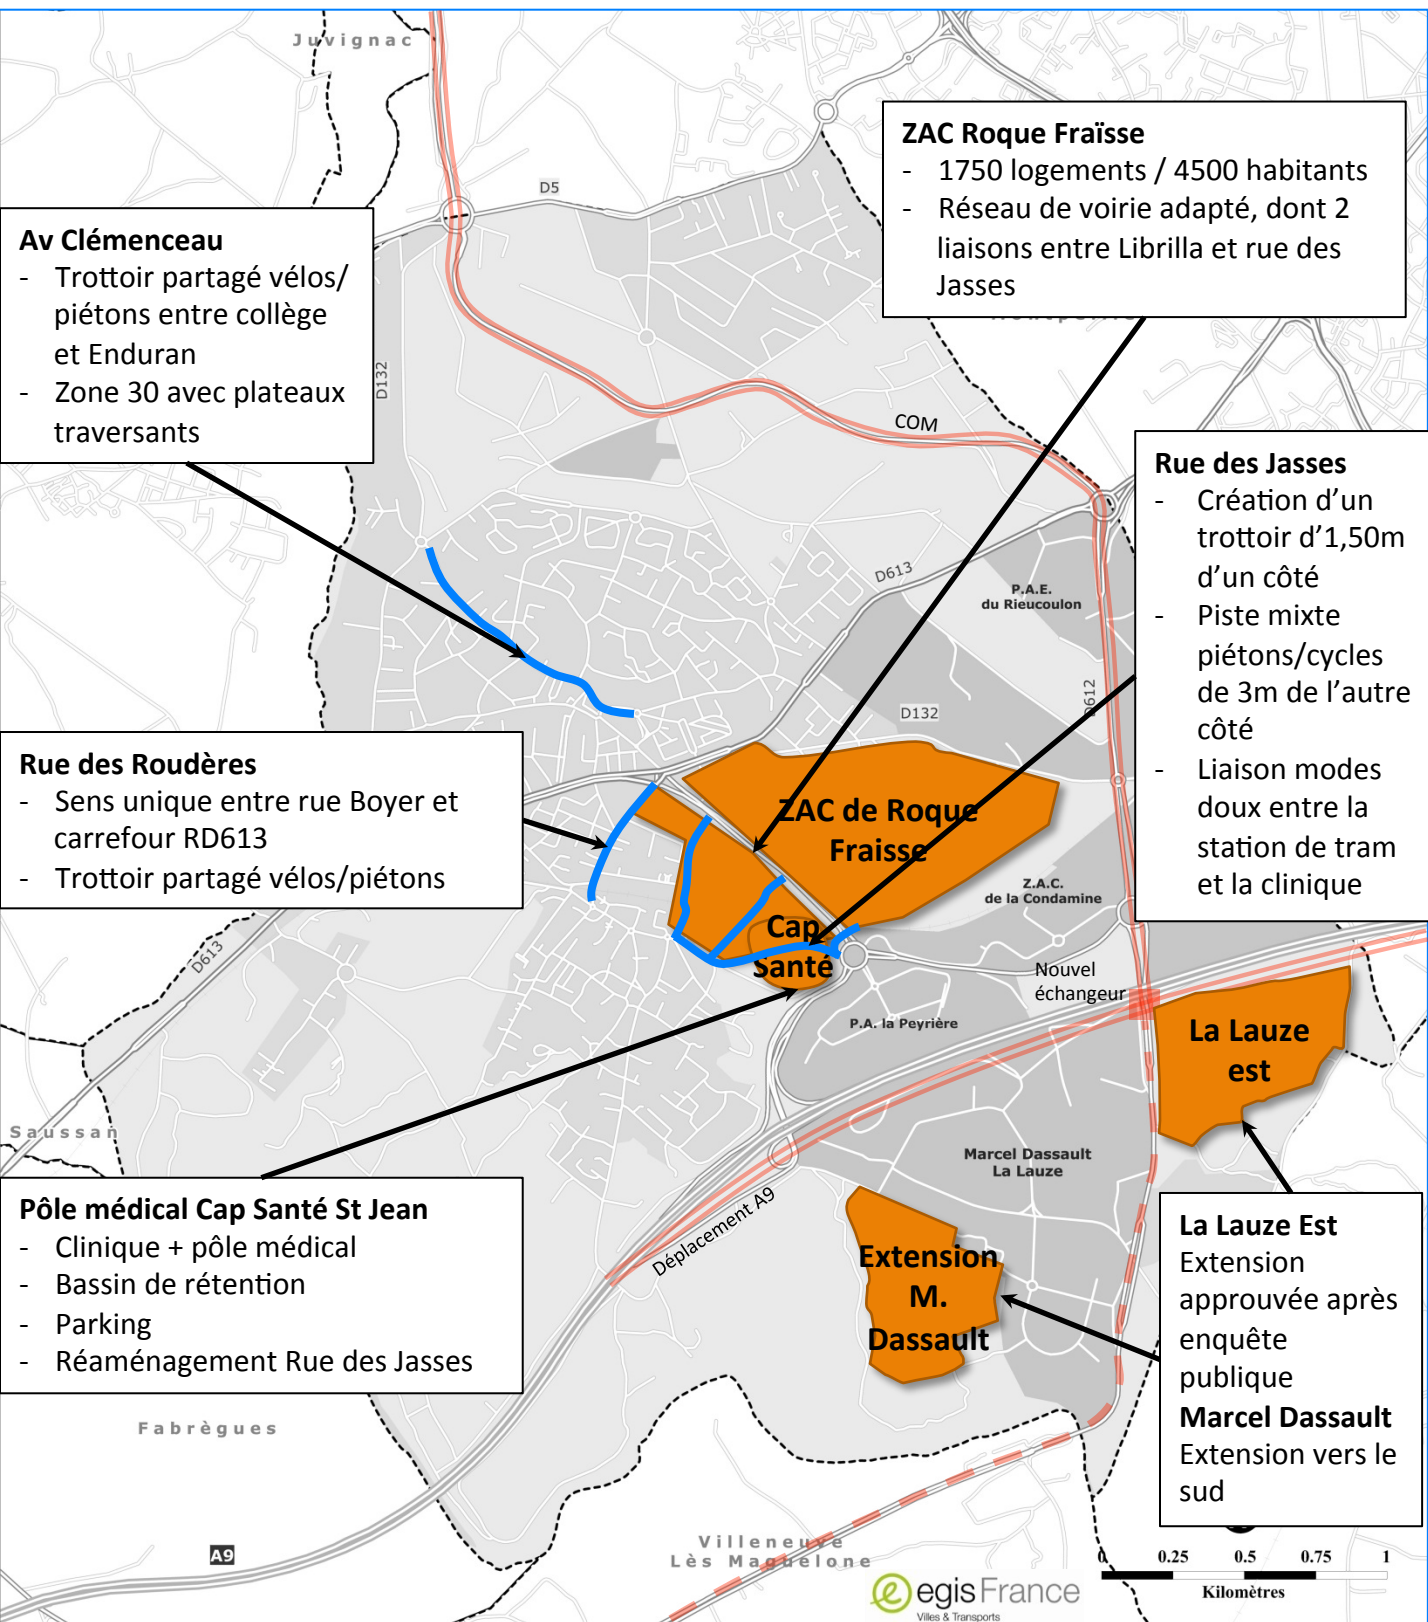 Juvignac
ZAC Roque Fraïsse
- 1750 logements / 4500 habitants
- Réseau de voirie adapté, dont 2
liaisons entre Librilla et rue des
Jasses
D5
Av Clémenceau
- Trottoir partagé vélos/
piétons entre collège
et Enduran
- Zone 30 avec plateaux
traversants
D132
COM
Rue des Jasses
- Création d’un
trottoir d’1,50m
d’un côté
- Piste mixte
piétons/cycles
de 3m de l’autre
côté
- Liaison modes
doux entre la
station de tram
et la clinique
D613
P.A.E.
du Rieucoulon
D612
D132
Rue des Roudères
- Sens unique entre rue Boyer et
carrefour RD613
- Trottoir partagé vélos/piétons
ZAC de Roque
Fraisse
Z.A.C.
de la Condamine
Cap
Santé
D613
Nouvel
échangeur
P.A. la Peyrière
La Lauze
est
Saussan
Marcel Dassault
La Lauze
Pôle médical Cap Santé St Jean
- Clinique + pôle médical
- Bassin de rétention
- Parking
- Réaménagement Rue des Jasses
Déplacement A9
Extension
M.
Dassault
La Lauze Est
Extension
approuvée après
enquête
publique
Marcel Dassault
Extension vers le
sud
Fabrègues
A9
Villeneuve
Lès Maguelone
egis France
Villes & Transports
0 0.25 0.5 0.75 1
Kilomètres